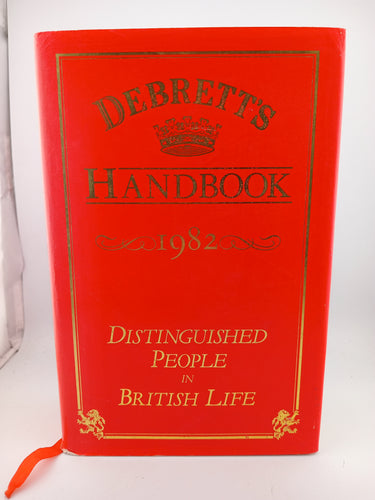 DEBRETT'S
HANDBOOK
1982
DISTINGUISHED
PEOPLE
IN
BRITISH LIFE